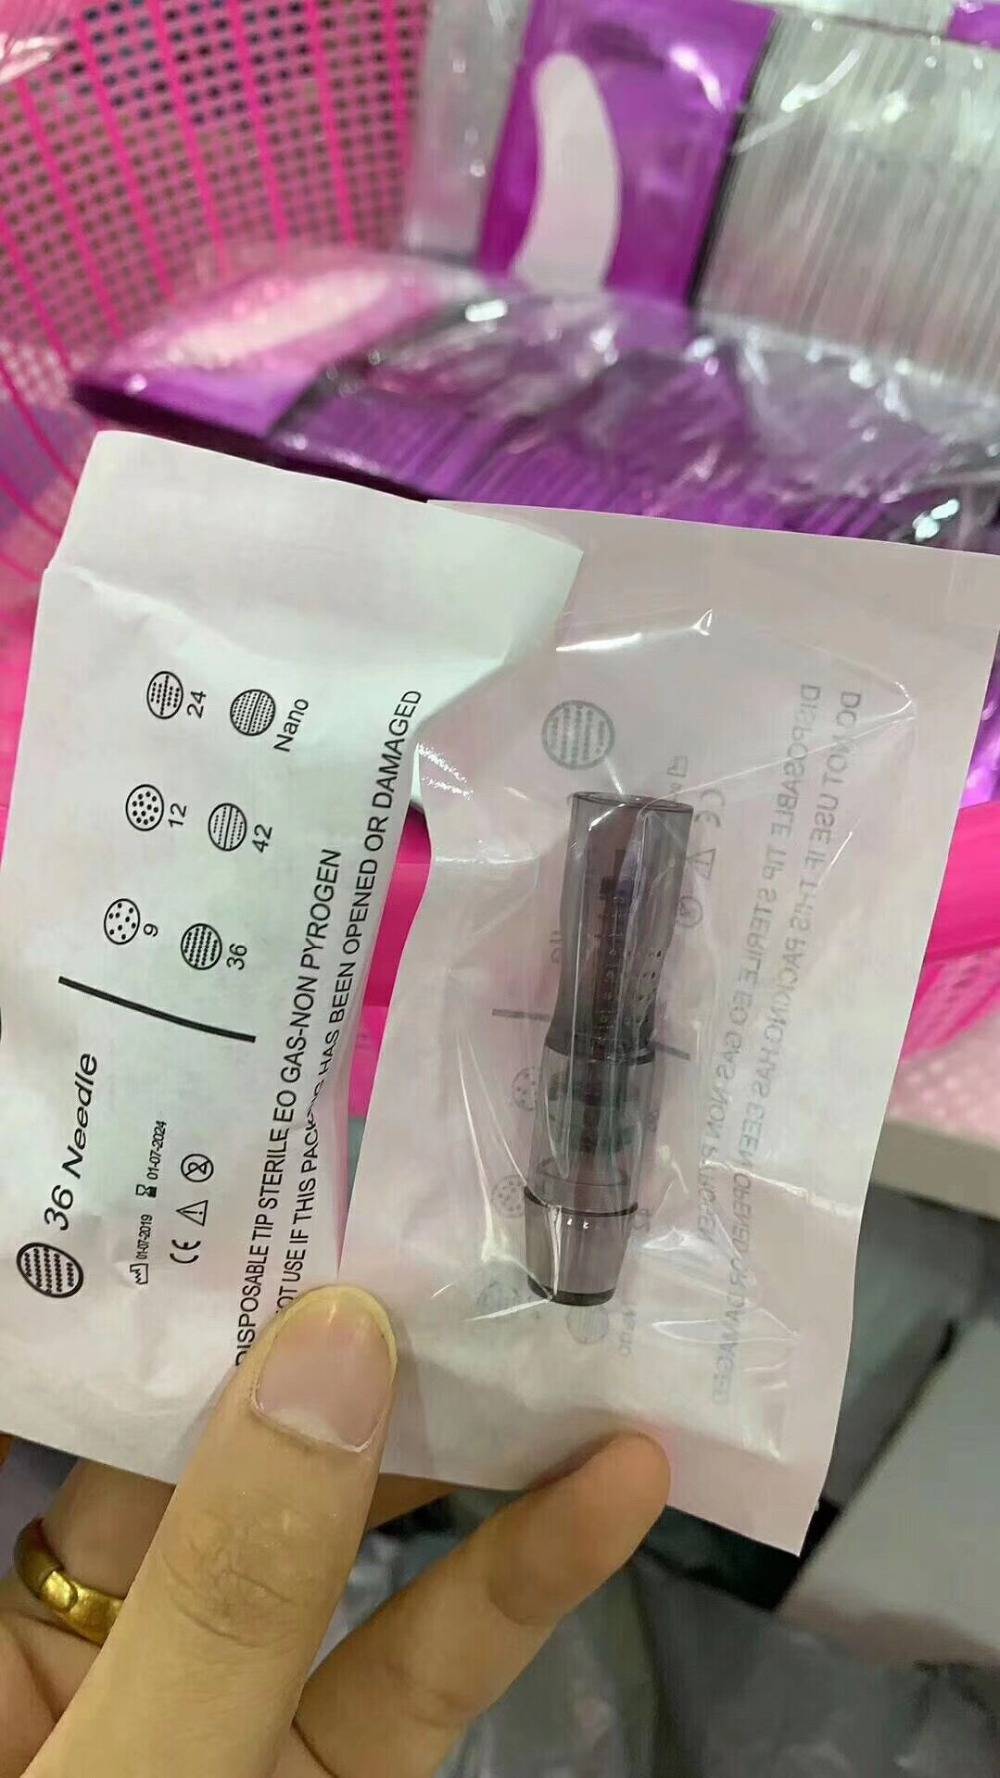 36 Needle
01-07-2019 01-07-2024
CE
9 12 24
36 42 Nano
DISPOSABLE TIP STERILE EO GAS-NON PYROGEN
OT USE IF THIS PACK HAS BEEN OPENED OR DAMAGED
DISPOSABLE TIP STERILE EO GAS-NON PYROGEN
DO NOT USE IF THIS PACKING HAS BEEN OPENED OR DAMAGED